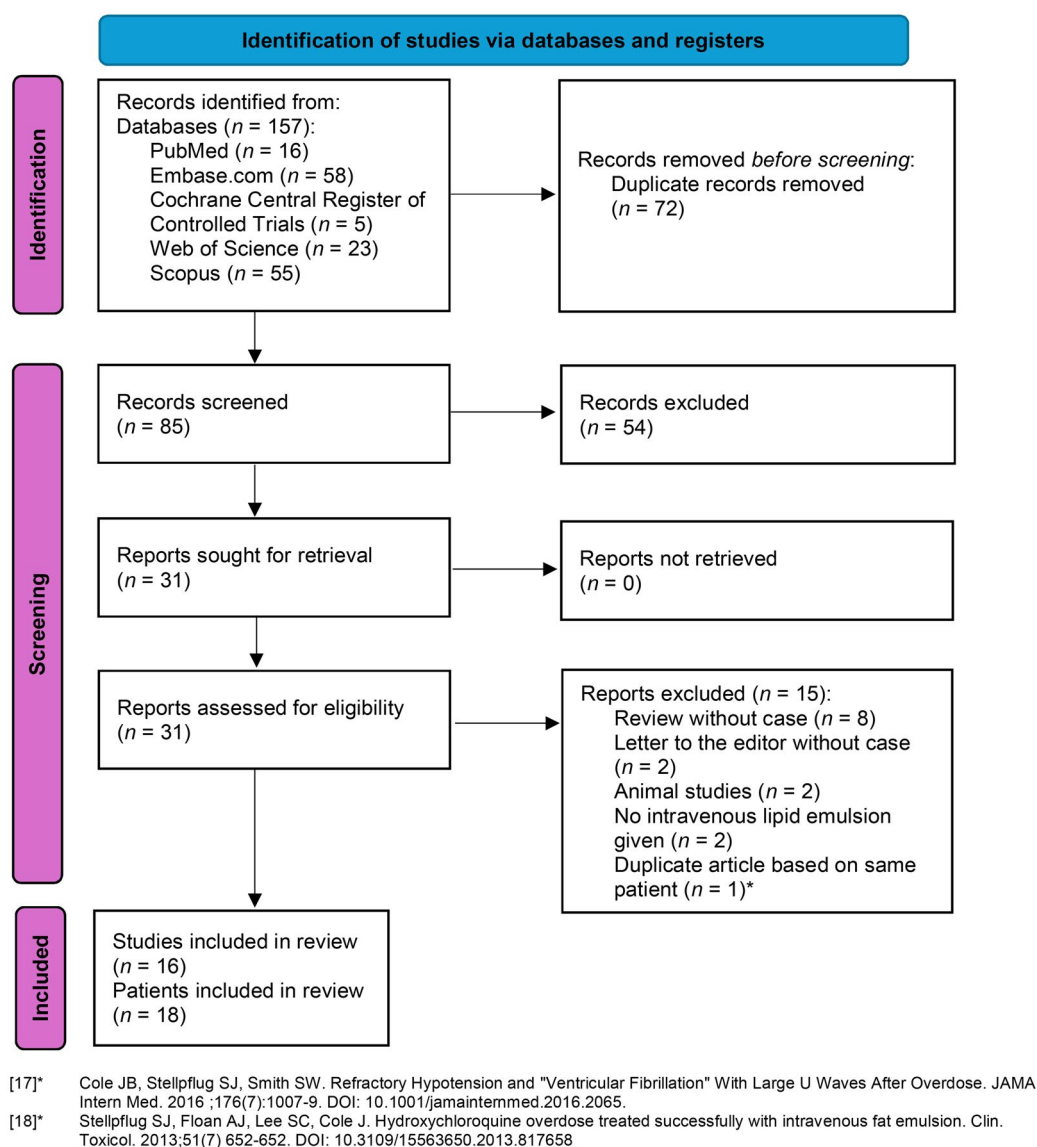 Identification of studies via databases and registers
Identification
Records identified from:
Databases (n = 157):
PubMed (n = 16)
Embase.com (n = 58)
Cochrane Central Register of
Controlled Trials (n = 5)
Web of Science (n = 23)
Scopus (n = 55)
Records removed before screening:
Duplicate records removed
(n = 72)
Screening
Records screened
(n = 85)
Records excluded
(n = 54)
Reports sought for retrieval
(n = 31)
Reports not retrieved
(n = 0)
Reports assessed for eligibility
(n = 31)
Reports excluded (n = 15):
Review without case (n = 8)
Letter to the editor without case
(n = 2)
Animal studies (n = 2)
No intravenous lipid emulsion
given (n = 2)
Duplicate article based on same
patient (n = 1)*
Included
Studies included in review
(n = 16)
Patients included in review
(n = 18)
[17]* Cole JB, Stellpflug SJ, Smith SW. Refractory Hypotension and "Ventricular Fibrillation" With Large U Waves After Overdose. JAMA
Intern Med. 2016 ;176(7):1007-9. DOI: 10.1001/jamainternmed.2016.2065.
[18]* Stellpflug SJ, Floan AJ, Lee SC, Cole J. Hydroxychloroquine overdose treated successfully with intravenous fat emulsion. Clin.
Toxicol. 2013;51(7) 652-652. DOI: 10.3109/15563650.2013.817658